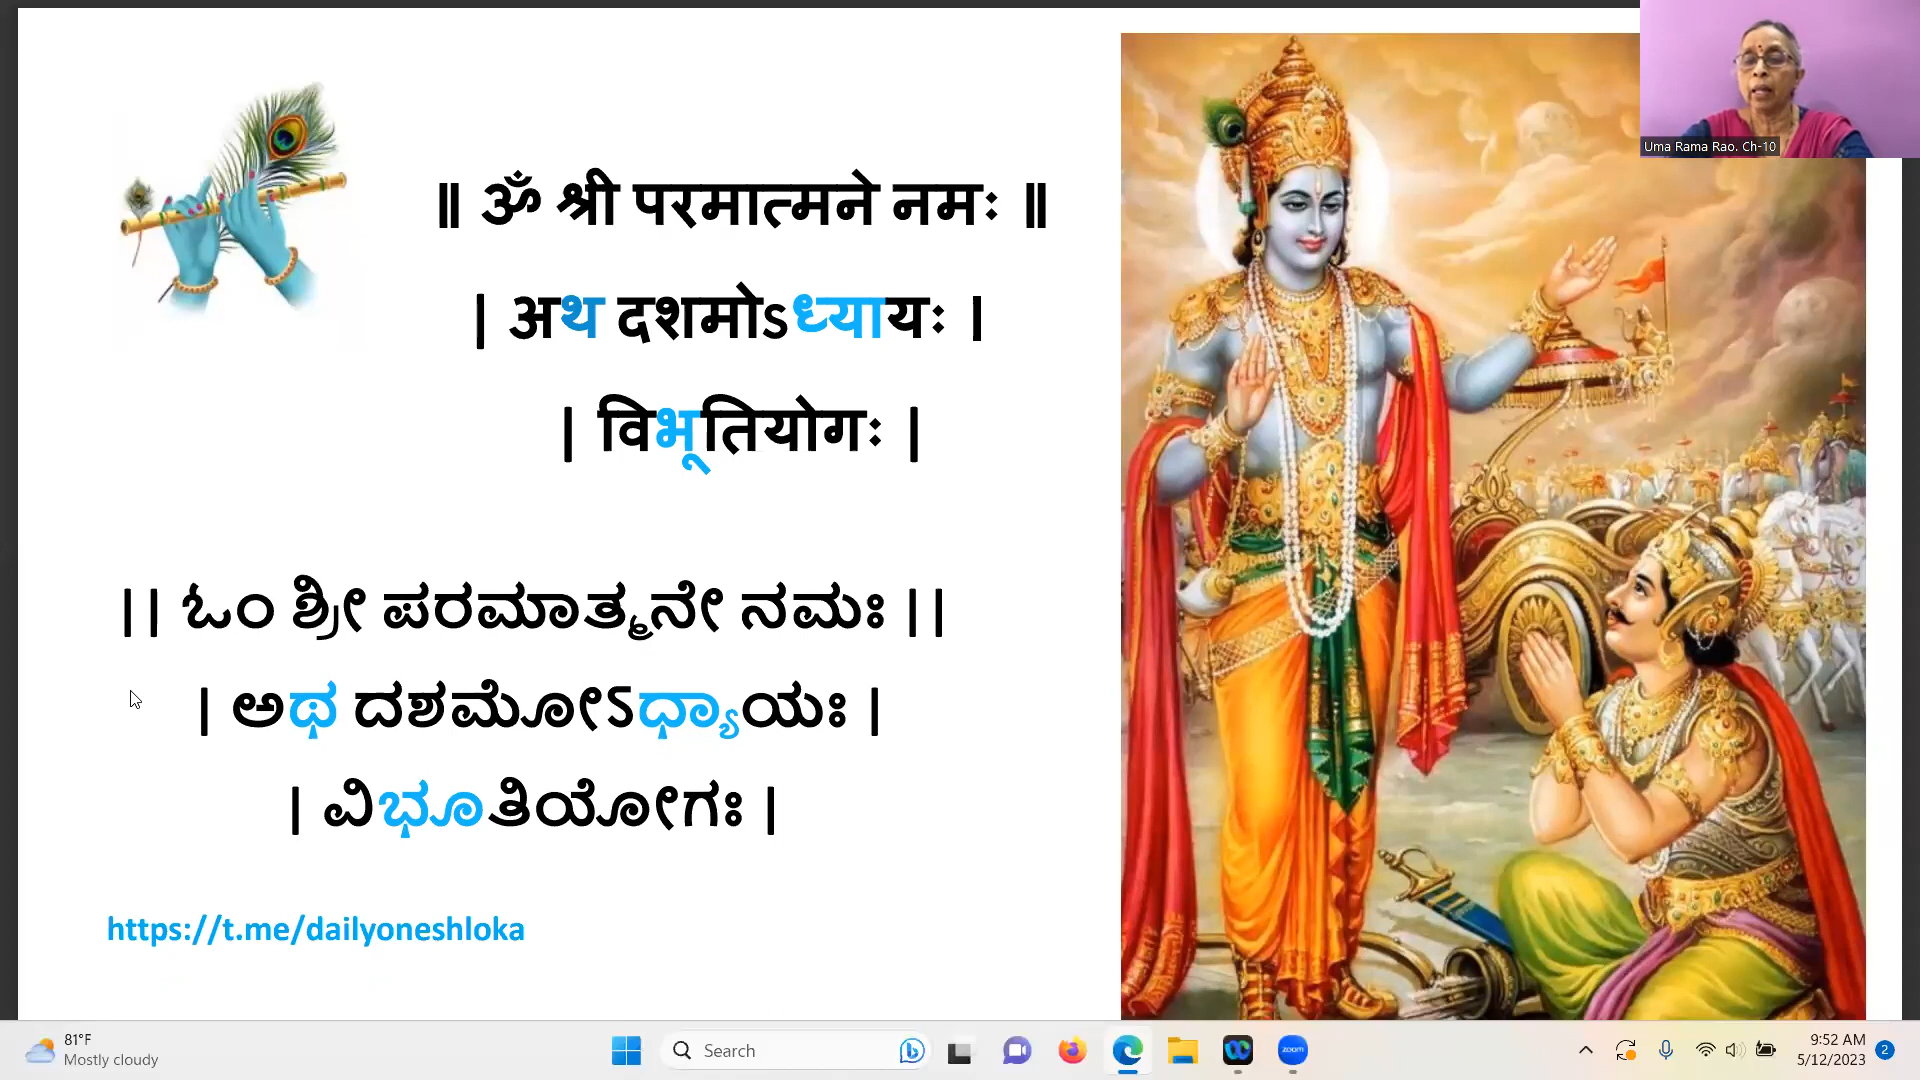 Uma Rama Rao. Ch-10
॥ ॐ श्री परमात्मने नमः ॥
| अथ दशमोऽध्यायः |
| विभूतियोगः |
|| ಓಂ ಶ್ರೀ ಪರಮಾತ್ಮನೇ ನಮಃ ||
| ಅಥ ದಶಮೋಽಧ್ಯಾಯಃ |
| ವಿಭೂತಿಯೋಗಃ |
https://t.me/dailyoneshloka
81°F
Mostly cloudy
Search
zoom
9:52 AM
5/12/2023
2